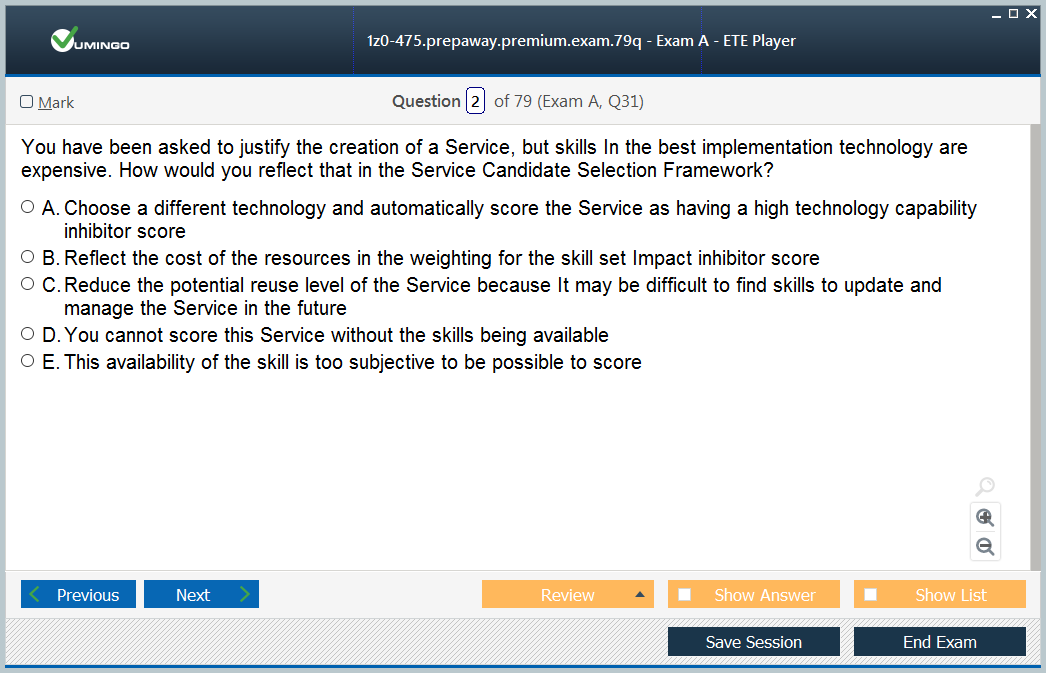 VUMINGO
1z0-475.prepaway.premium.exam.79q - Exam A - ETE Player
Mark
Question 2 of 79 (Exam A, Q31)
You have been asked to justify the creation of a Service, but skills In the best implementation technology are
expensive. How would you reflect that in the Service Candidate Selection Framework?
A. Choose a different technology and automatically score the Service as having a high technology capability
inhibitor score
B. Reflect the cost of the resources in the weighting for the skill set Impact inhibitor score
C. Reduce the potential reuse level of the Service because It may be difficult to find skills to update and
manage the Service in the future
D. You cannot score this Service without the skills being available
E. This availability of the skill is too subjective to be possible to score
Previous
Next
Review
Show Answer
Show List
Save Session
End Exam